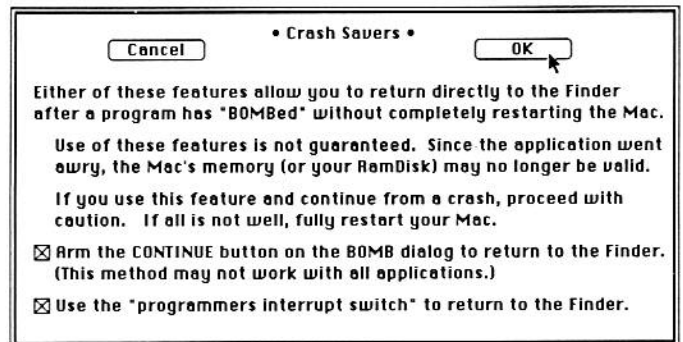 • Crash Savers •
Cancel
OK
Either of these features allow you to return directly to the Finder
after a program has "BOMBed" without completely restarting the Mac.
Use of these features is not guaranteed. Since the application went
awry, the Mac's memory (or your RamDisk) may no longer be valid.
If you use this feature and continue from a crash, proceed with
caution. If all is not well, fully restart your Mac.
Arm the CONTINUE button on the BOMB dialog to return to the Finder.
(This method may not work with all applications.)
Use the "programmers interrupt switch" to return to the Finder.